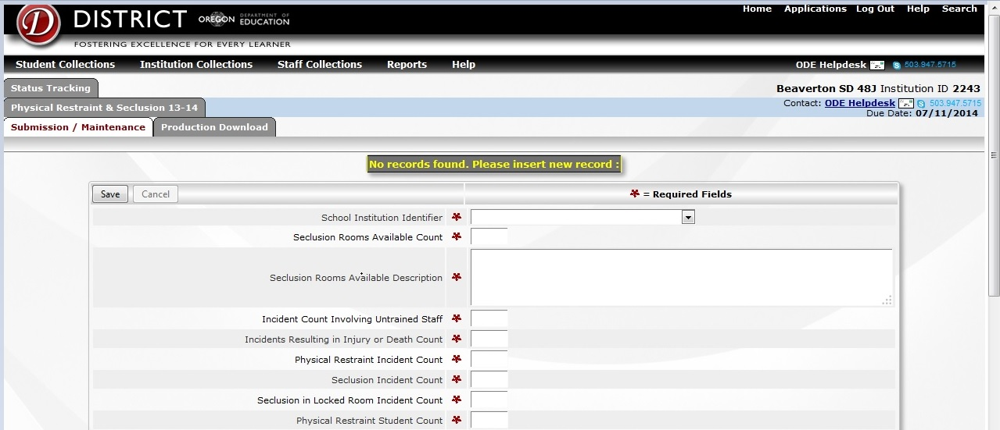 Home Applications Log Out Help Search
D DISTRICT OREGON DEPARTMENT OF EDUCATION
FOSTERING EXCELLENCE FOR EVERY LEARNER
Student Collections Institution Collections Staff Collections Reports Help ODE Helpdesk 503.947.5715
Status Tracking Beaverton SD 48J Institution ID 2243
Physical Restraint & Seclusion 13-14 Contact: ODE Helpdesk 503.947.5715
Due Date: 07/11/2014
Submission / Maintenance Production Download
No records found. Please insert new record :
Save Cancel * = Required Fields
School Institution Identifier *
Seclusion Rooms Available Count *
Seclusion Rooms Available Description *
Incident Count Involving Untrained Staff *
Incidents Resulting in Injury or Death Count *
Physical Restraint Incident Count *
Seclusion Incident Count *
Seclusion in Locked Room Incident Count *
Physical Restraint Student Count *